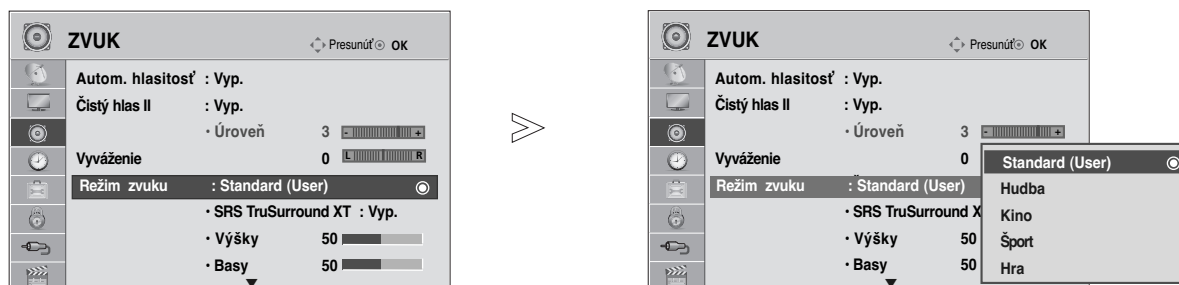 ZVUK Presunúť OK
Autom. hlasitosť : Vyp.
Čistý hlas II : Vyp.
• Úroveň 3 - +
Vyváženie 0 L R
Režim zvuku : Standard (User)
• SRS TruSurround XT : Vyp.
• Výšky 50
• Basy 50
ZVUK Presunúť OK
Autom. hlasitosť : Vyp.
Čistý hlas II : Vyp.
• Úroveň 3 - +
Vyváženie 0
Režim zvuku : Standard (User)
• SRS TruSurround X
• Výšky 50
• Basy 50
Standard (User)
Hudba
Kino
Šport
Hra